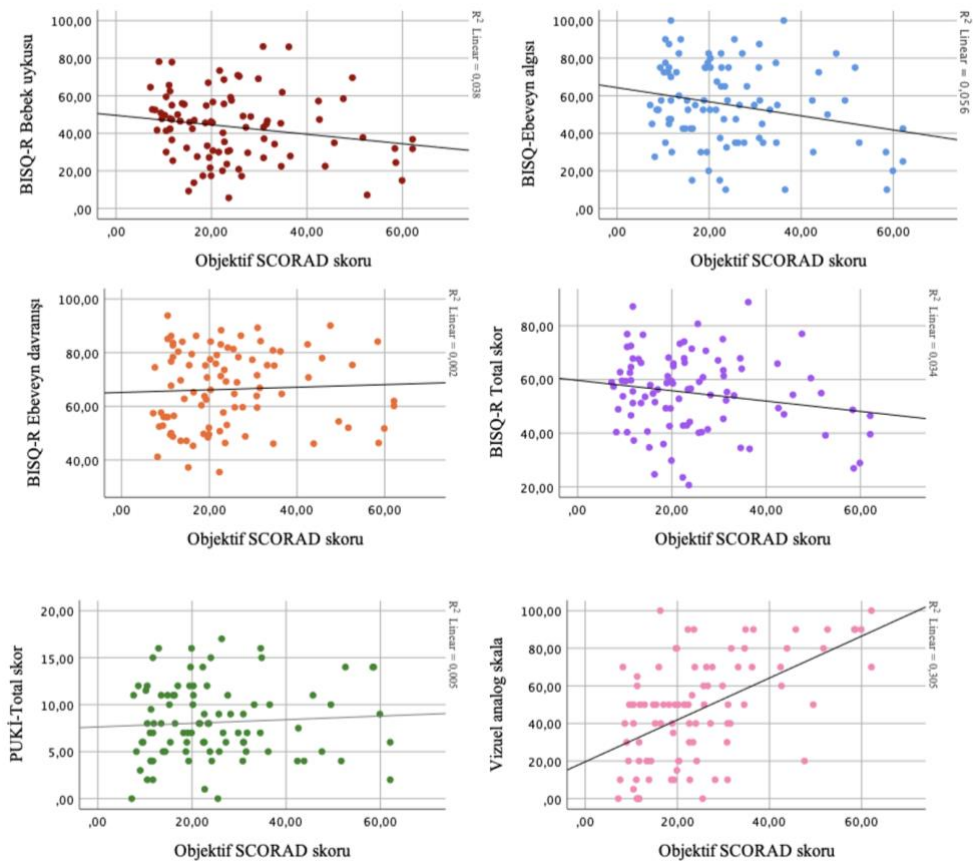 BISQ-R Bebek uykusu
100,00
80,00
60,00
40,00
20,00
,00
,00 20,00 40,00 60,00
Objektif SCORAD skoru
R² Linear = 0,038
BISQ-Ebeveyn algısı
100,00
80,00
60,00
40,00
20,00
,00
,00 20,00 40,00 60,00
Objektif SCORAD skoru
R² Linear = 0,056
BISQ-R Ebeveyn davranışı
100,00
80,00
60,00
40,00
,00 20,00 40,00 60,00
Objektif SCORAD skoru
R² Linear = 0,002
BISQ-R Total skor
80,00
60,00
40,00
20,00
,00 20,00 40,00 60,00
Objektif SCORAD skoru
R² Linear = 0,034
PUKİ-Total skor
20,00
15,00
10,00
5,00
,00
,00 20,00 40,00 60,00
Objektif SCORAD skoru
R² Linear = 0,005
Vizuel analog skala
100,00
80,00
60,00
40,00
20,00
,00
,00 20,00 40,00 60,00
Objektif SCORAD skoru
R² Linear = 0,305